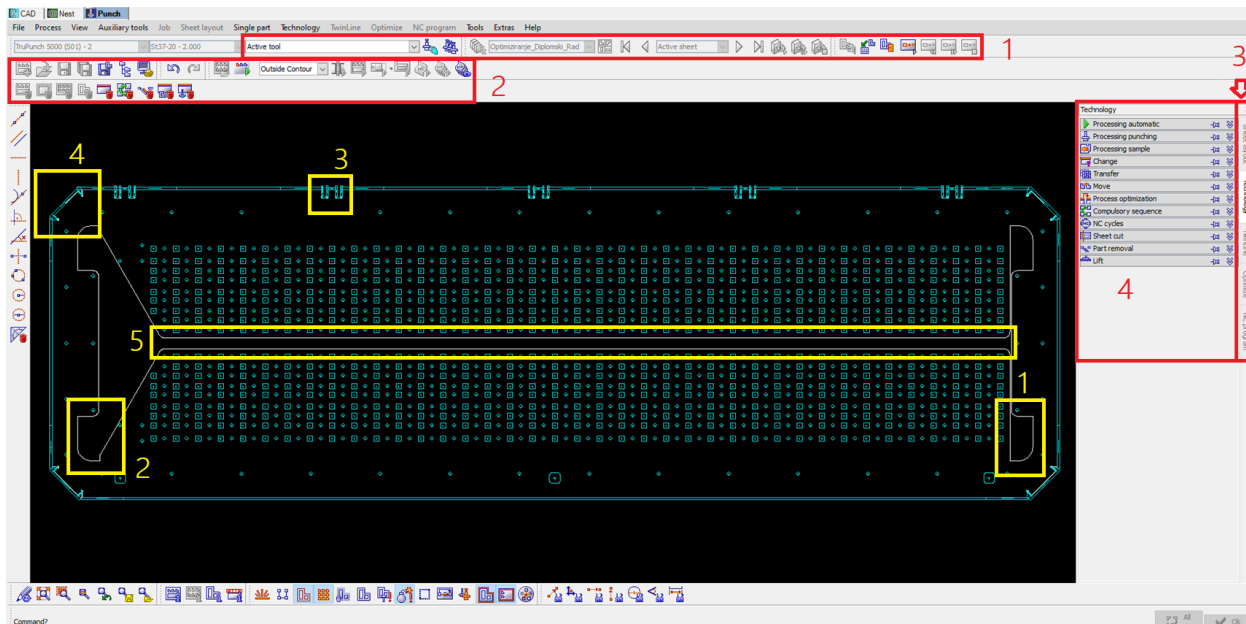 CAD Nest Punch
File Process View Auxiliary tools Job Sheet layout Single part Technology TwinLine Optimize NC program Tools Extras Help
TruPunch 5000 (S01) - 2 St37-20 - 2.000 Active tool Optimiziranje_Diplomski_Rad Active sheet 1
3
Outside Contour
2
Technology
Processing automatic
Processing punching
Processing sample
Change
Transfer
Move
Process optimization
Compulsory sequence
NC cycles
Sheet cut
Part removal
Lift
4
4
3
5
1
2
Technology
NC program
Command?
All
Ok